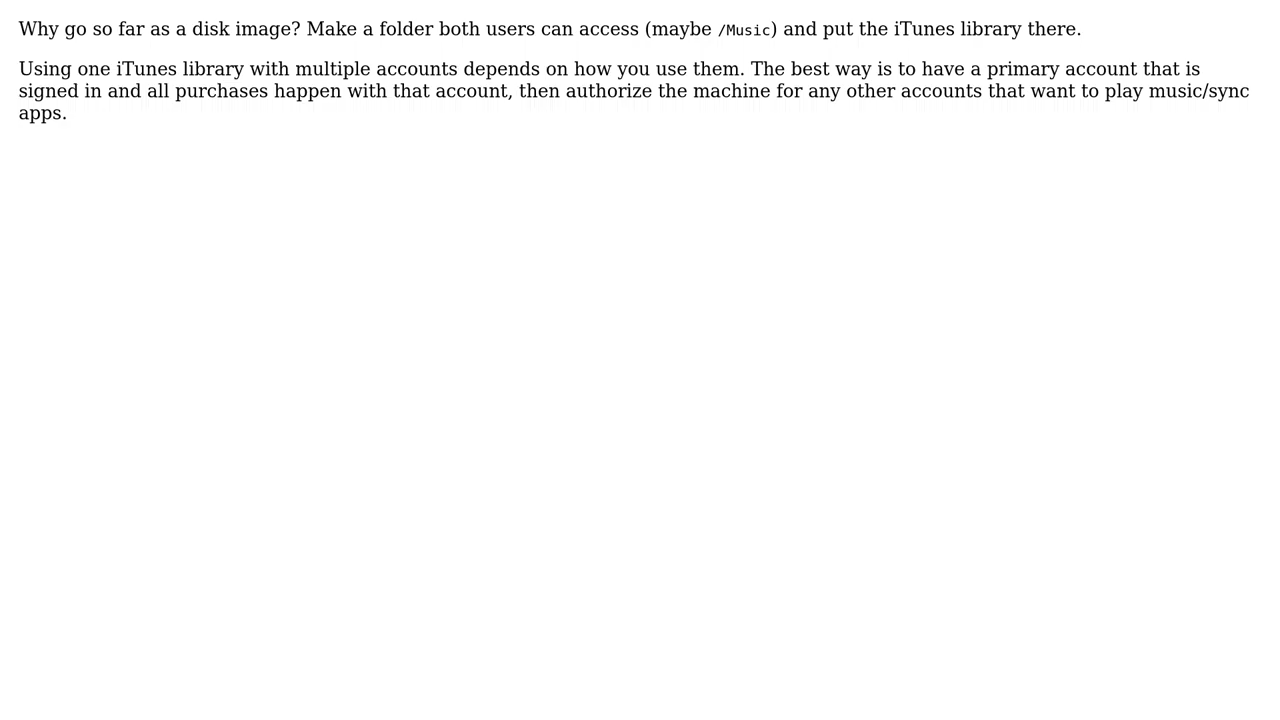 Why go so far as a disk image? Make a folder both users can access (maybe /Music) and put the iTunes library there.
Using one iTunes library with multiple accounts depends on how you use them. The best way is to have a primary account that is
signed in and all purchases happen with that account, then authorize the machine for any other accounts that want to play music/sync
apps.